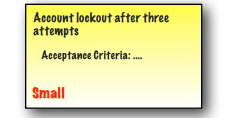 Account lockout after three
attempts
Acceptance Criteria: ....
Small